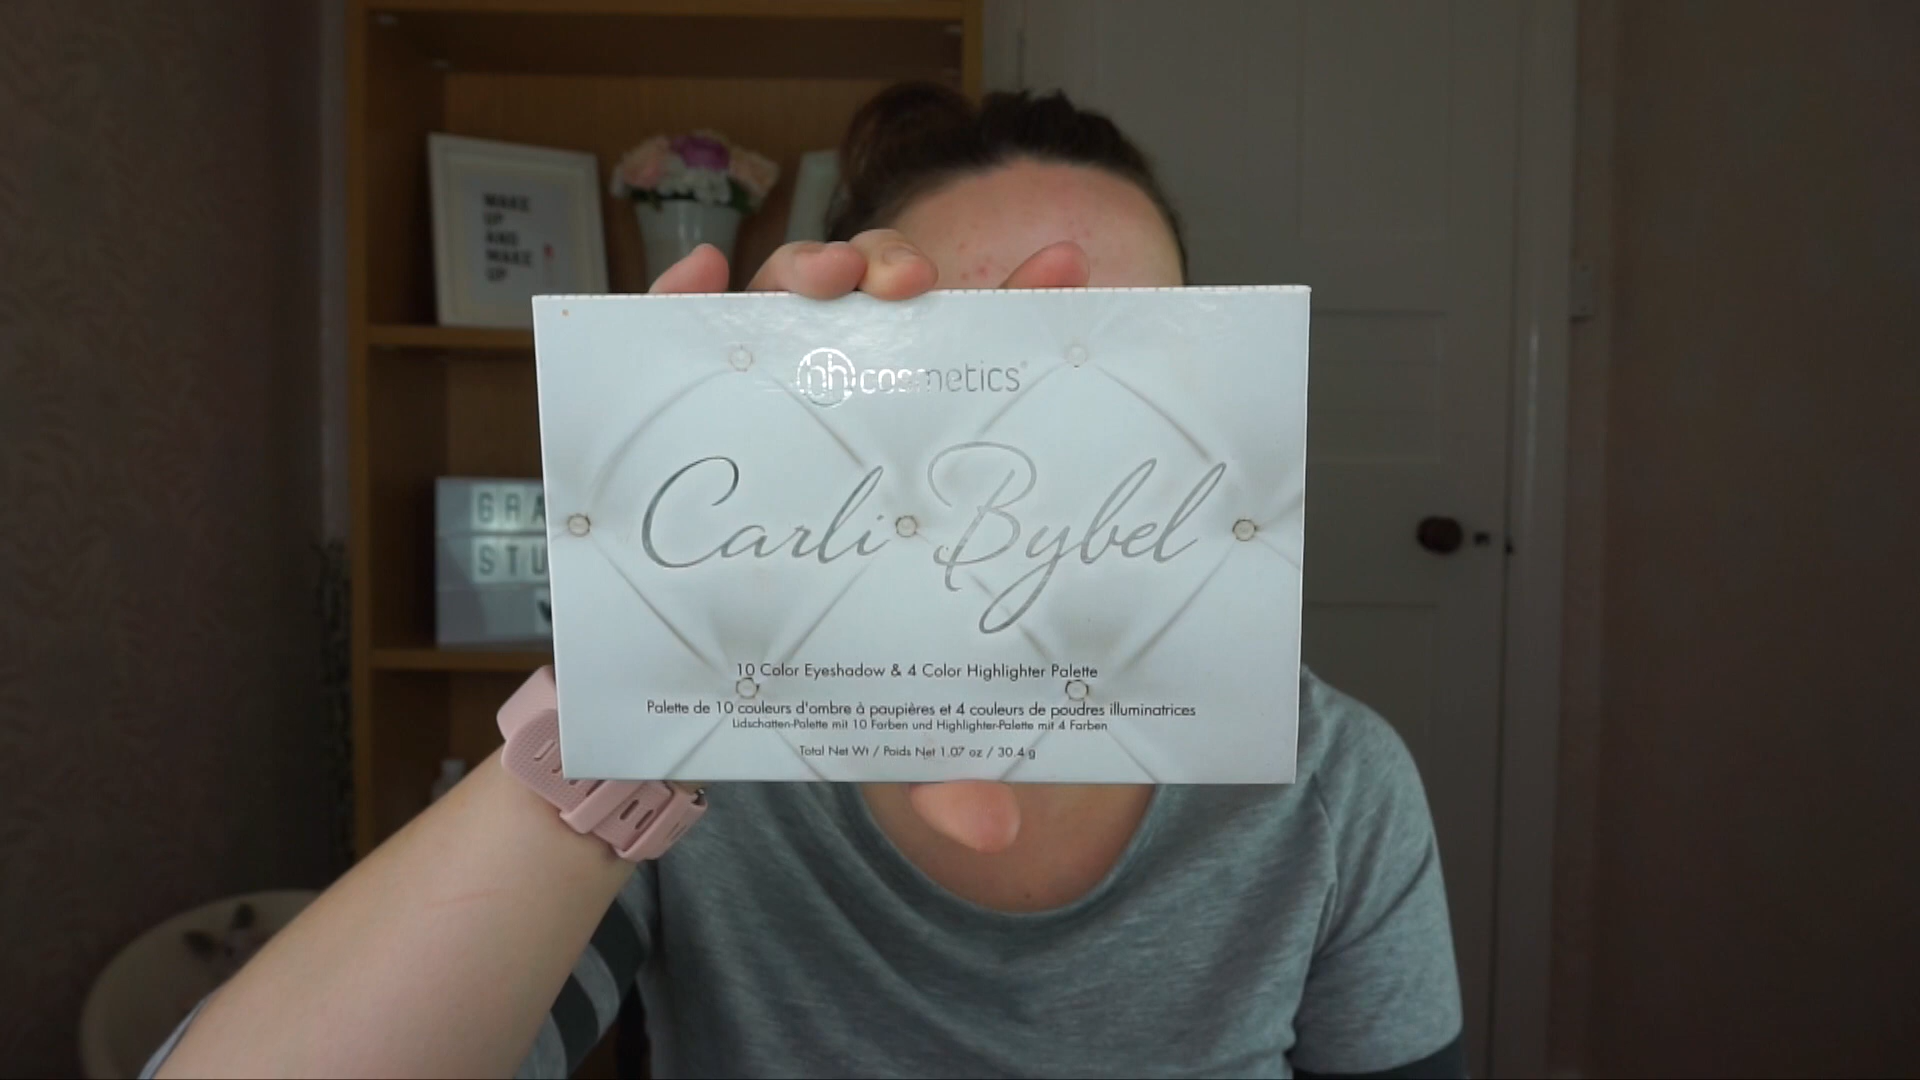 MAKE
UP
AND
WAKE
UP
GRA
STU
bh cosmetics®
Carli Bybel
10 Color Eyeshadow & 4 Color Highlighter Palette
Palette de 10 couleurs d'ombre à paupières et 4 couleurs de poudres illuminatrices
Lidschatten-Palette mit 10 Farben und Highlighter-Palette mit 4 Farben
Total Net Wt / Poids Net 1.07 oz / 30.4 g